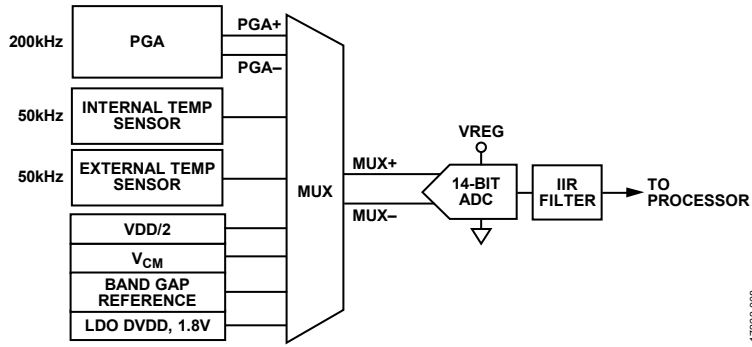 200kHz
PGA
PGA+
PGA–
50kHz
INTERNAL TEMP
SENSOR
50kHz
EXTERNAL TEMP
SENSOR
VDD/2
VCM
BAND GAP
REFERENCE
LDO DVDD, 1.8V
MUX
MUX+
MUX–
VREG
14-BIT
ADC
IIR
FILTER
TO
PROCESSOR